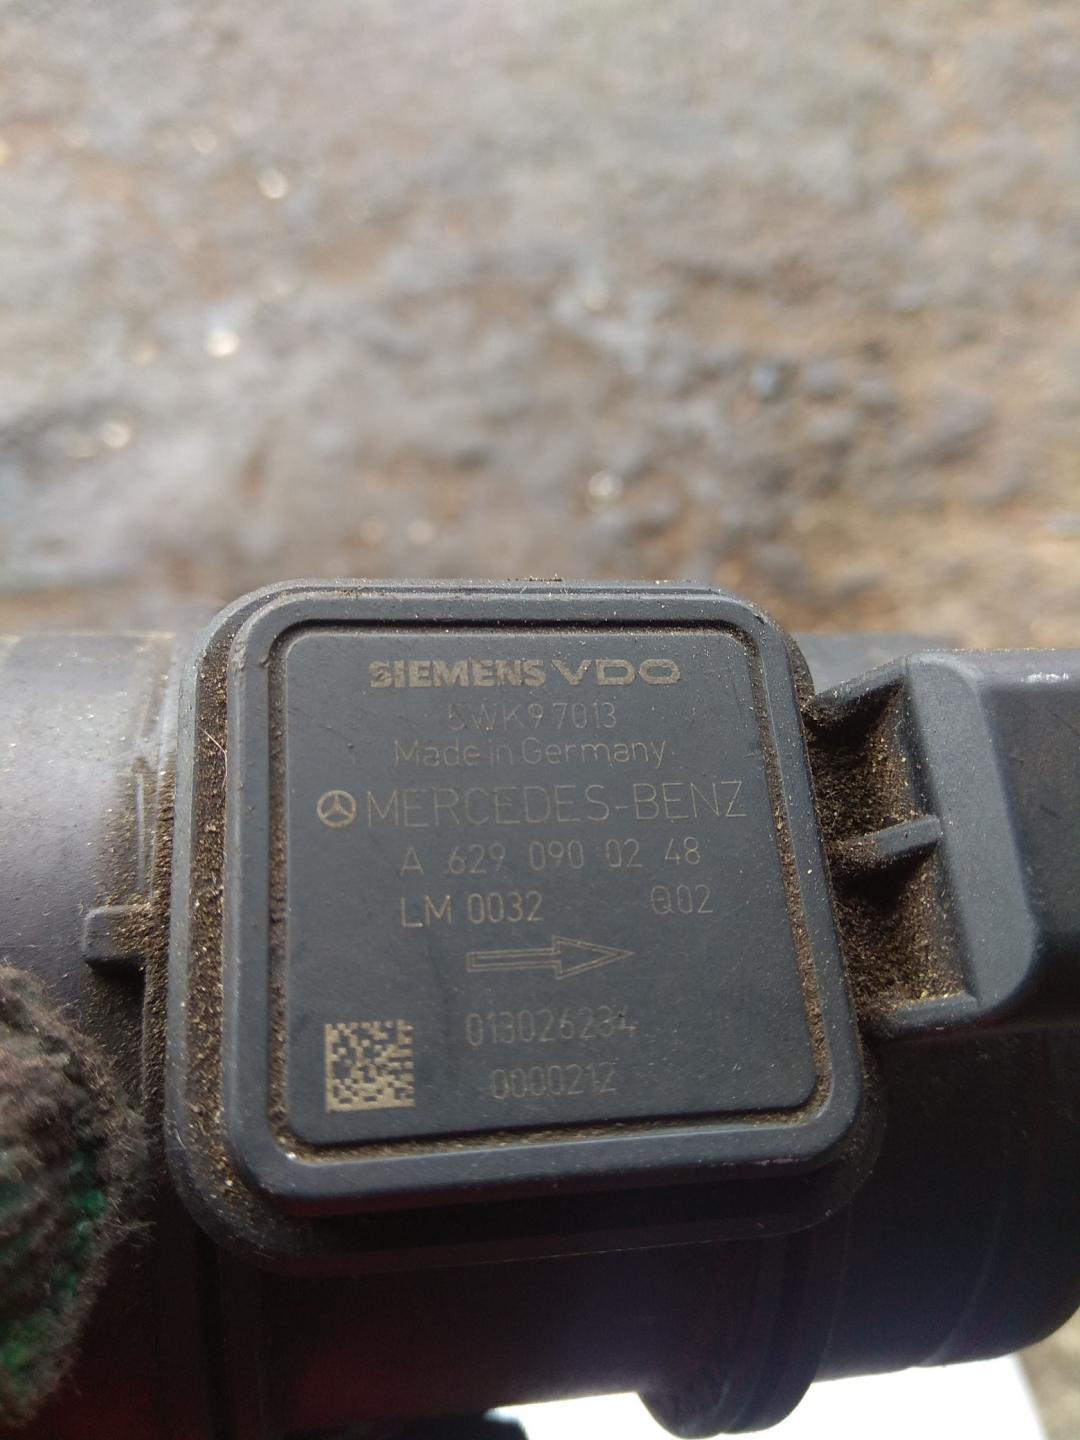 SIEMENS VDO
5WK9 7013
Made in Germany
MERCEDES-BENZ
A 629 090 02 48
LM 0032 Q02
013026234
0000212